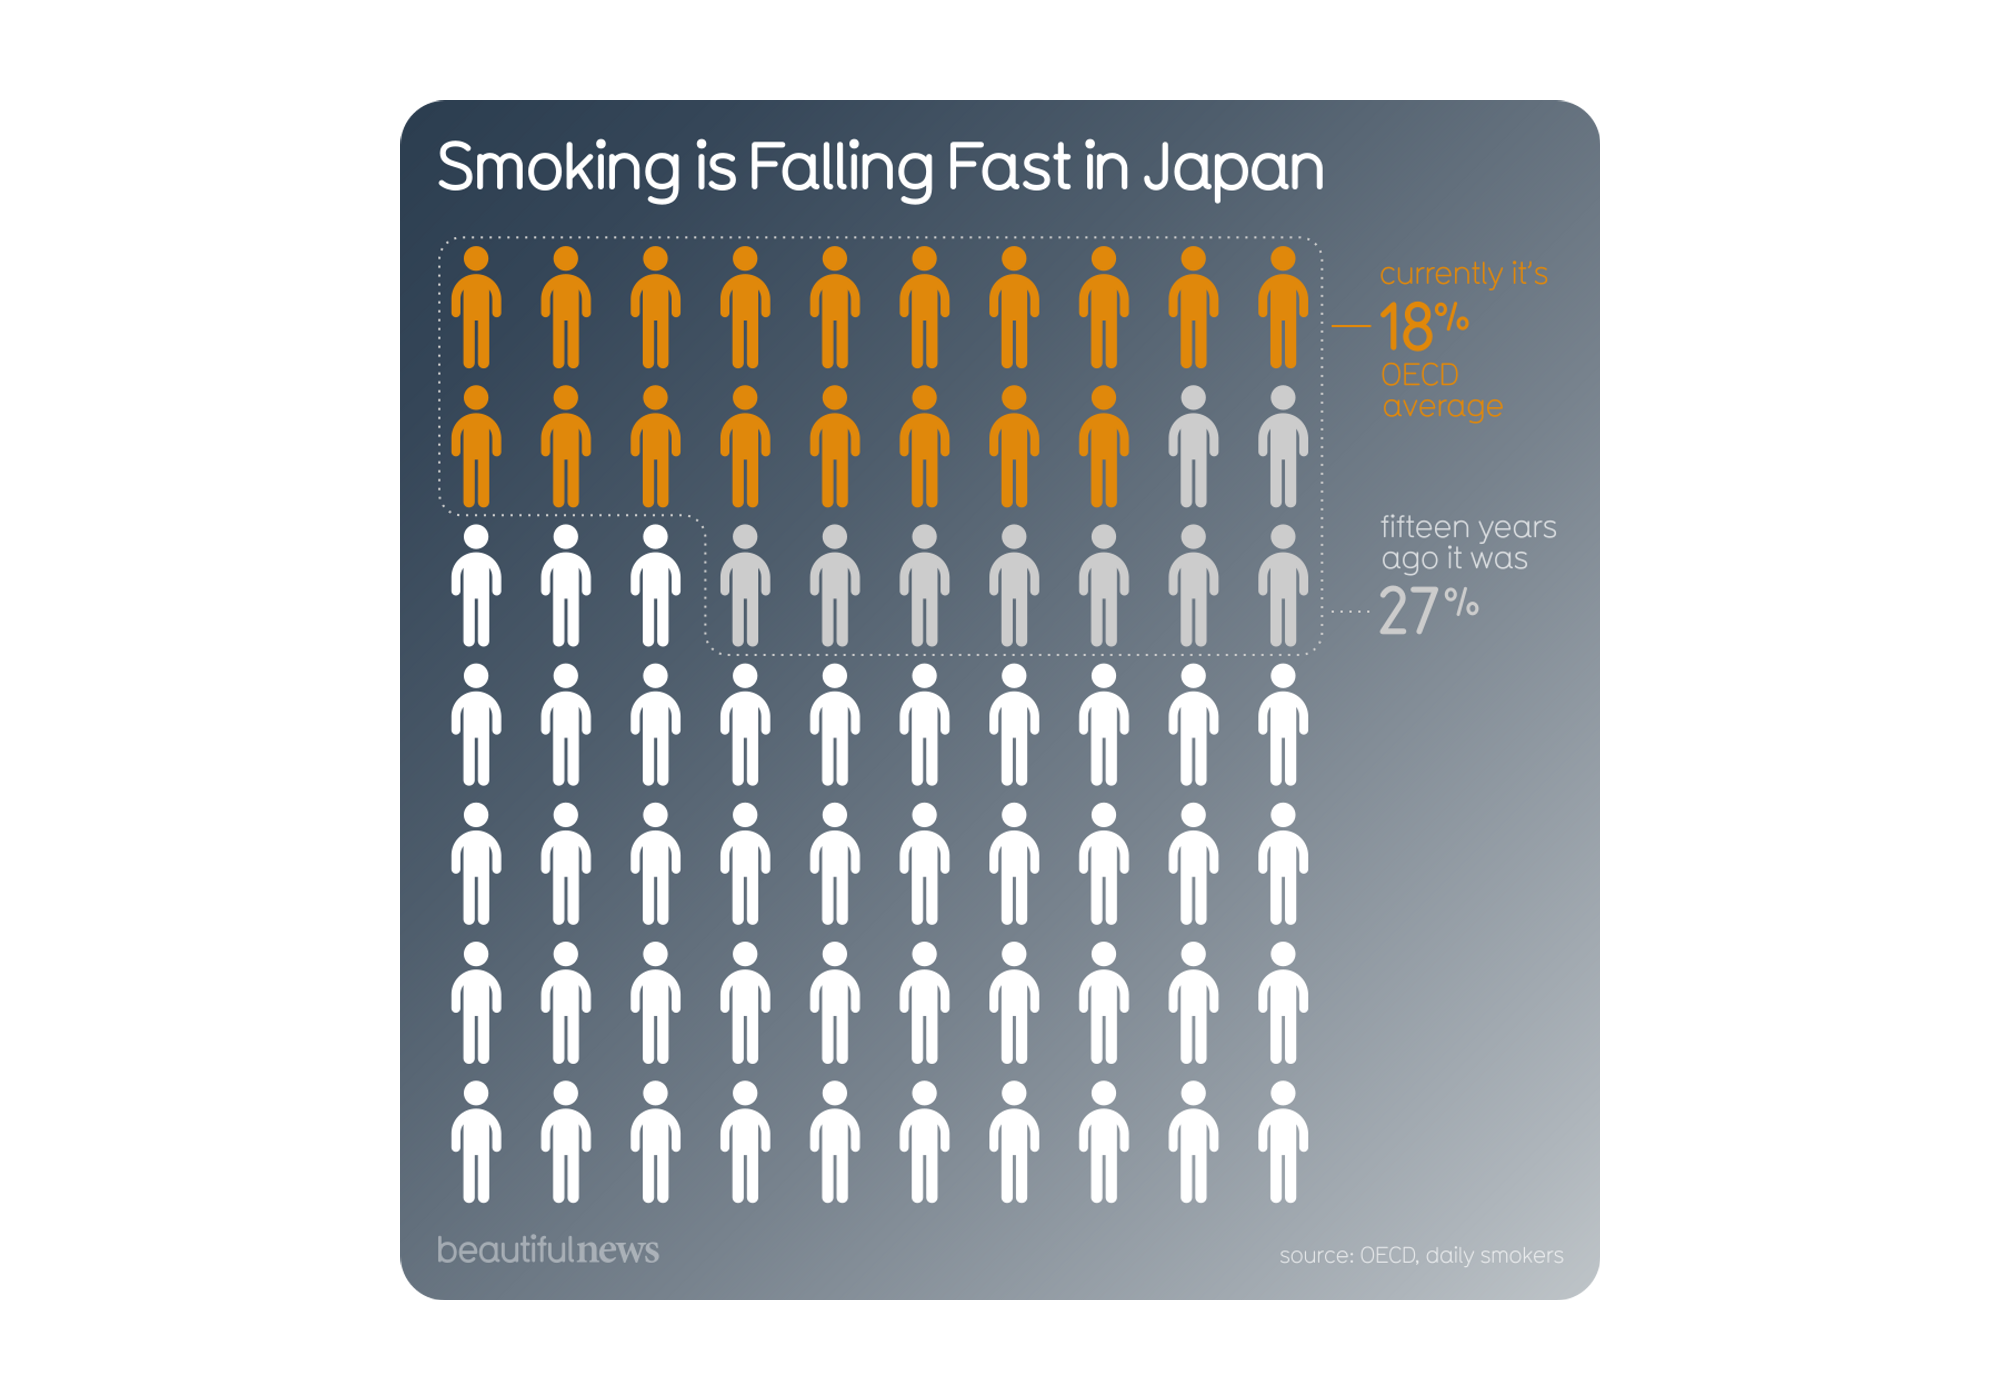 Smoking is Falling Fast in Japan
currently it's
18%
OECD
average
fifteen years
ago it was
27%
beautifulnews
source: OECD, daily smokers